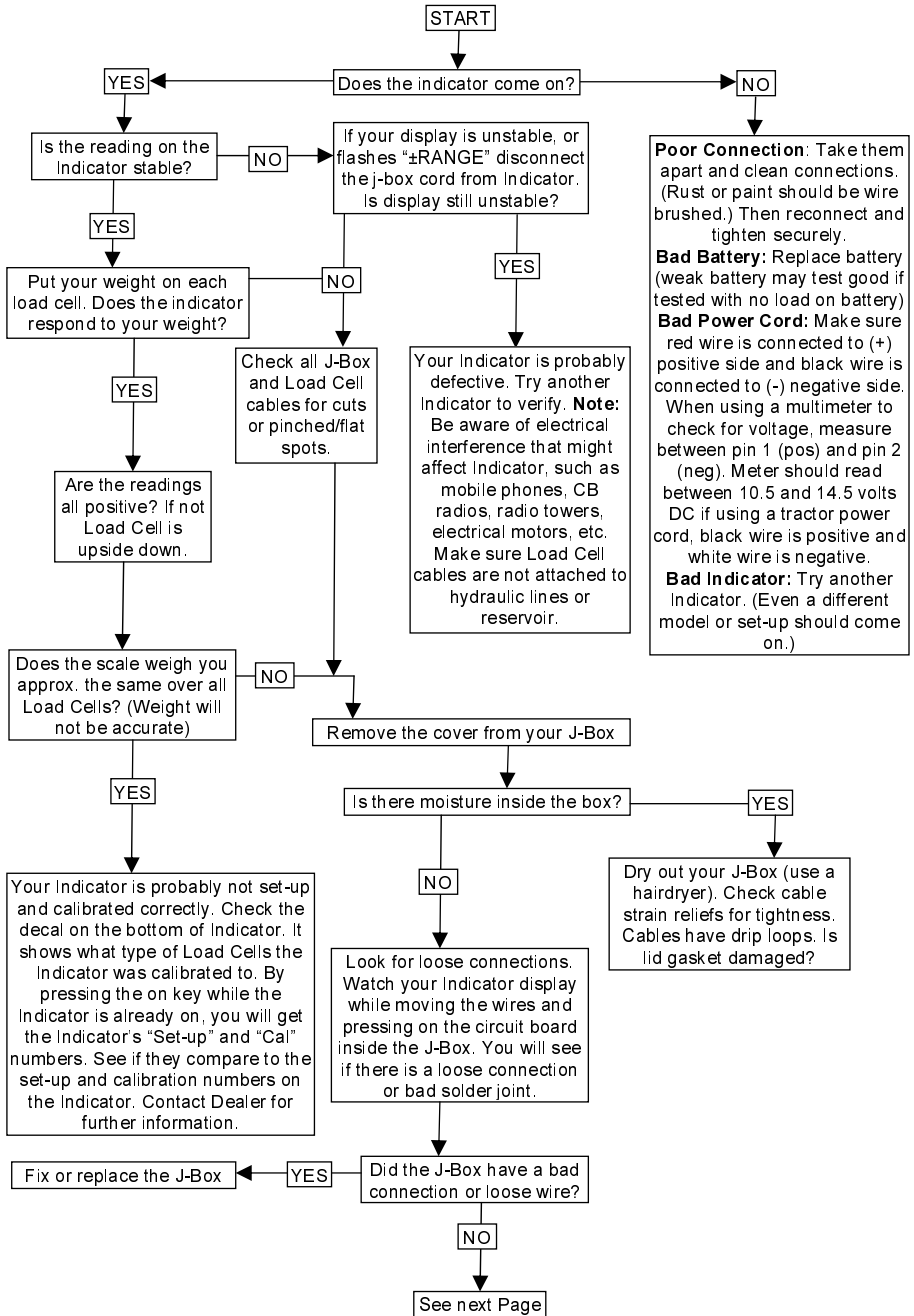 START
Does the indicator come on?
YES
NO
Is the reading on the
Indicator stable?
NO
If your display is unstable, or
flashes “±RANGE” disconnect
the j-box cord from Indicator.
Is display still unstable?
Poor Connection: Take them
apart and clean connections.
(Rust or paint should be wire
brushed.) Then reconnect and
tighten securely.
Bad Battery: Replace battery
(weak battery may test good if
tested with no load on battery)
Bad Power Cord: Make sure
red wire is connected to (+)
positive side and black wire is
connected to (-) negative side.
When using a multimeter to
check for voltage, measure
between pin 1 (pos) and pin 2
(neg). Meter should read
between 10.5 and 14.5 volts
DC if using a tractor power
cord, black wire is positive and
white wire is negative.
Bad Indicator: Try another
Indicator. (Even a different
model or set-up should come
on.)
YES
Put your weight on each
load cell. Does the indicator
respond to your weight?
NO
YES
Check all J-Box
and Load Cell
cables for cuts
or pinched/flat
spots.
Your Indicator is probably
defective. Try another
Indicator to verify. Note:
Be aware of electrical
interference that might
affect Indicator, such as
mobile phones, CB
radios, radio towers,
electrical motors, etc.
Make sure Load Cell
cables are not attached to
hydraulic lines or
reservoir.
YES
Are the readings
all positive? If not
Load Cell is
upside down.
Does the scale weigh you
approx. the same over all
Load Cells? (Weight will
not be accurate)
NO
Remove the cover from your J-Box
Is there moisture inside the box?
YES
Dry out your J-Box (use a
hairdryer). Check cable
strain reliefs for tightness.
Cables have drip loops. Is
lid gasket damaged?
YES
Your Indicator is probably not set-up
and calibrated correctly. Check the
decal on the bottom of Indicator. It
shows what type of Load Cells the
Indicator was calibrated to. By
pressing the on key while the
Indicator is already on, you will get
the Indicator’s “Set-up” and “Cal”
numbers. See if they compare to the
set-up and calibration numbers on
the Indicator. Contact Dealer for
further information.
NO
Look for loose connections.
Watch your Indicator display
while moving the wires and
pressing on the circuit board
inside the J-Box. You will see
if there is a loose connection
or bad solder joint.
Did the J-Box have a bad
connection or loose wire?
YES
Fix or replace the J-Box
NO
See next Page